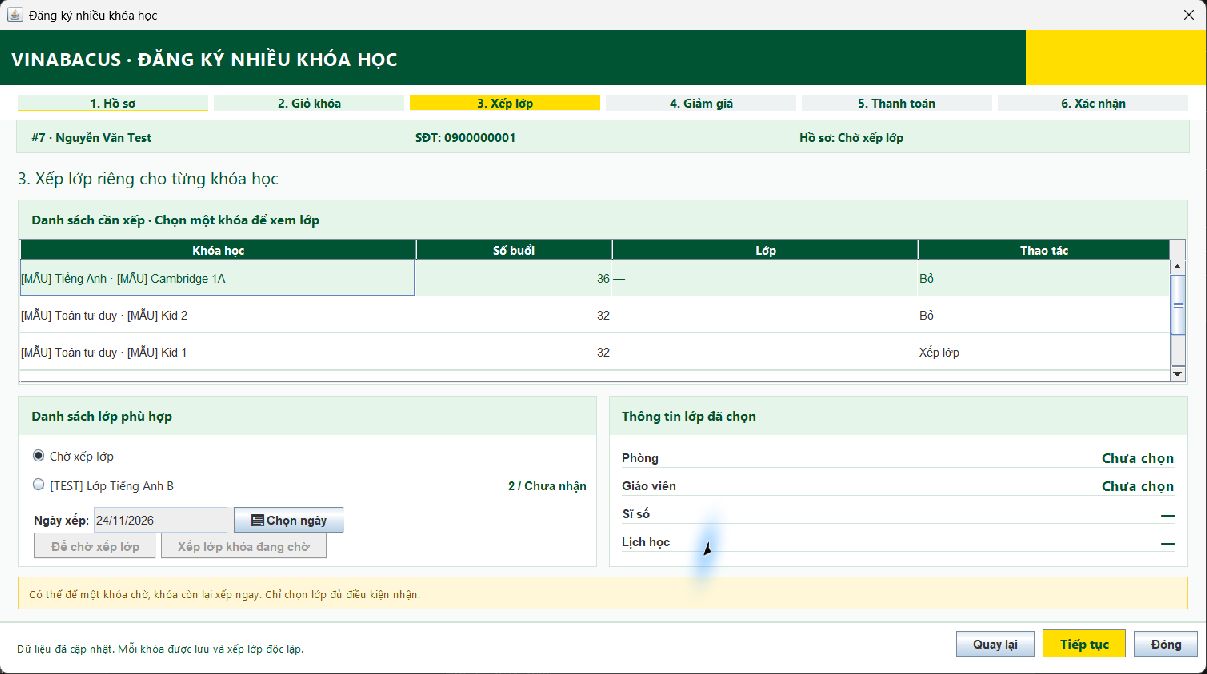 Đăng ký nhiều khóa học
VINABACUS · ĐĂNG KÝ NHIỀU KHÓA HỌC
1. Hồ sơ 2. Giỏ khóa 3. Xếp lớp 4. Giảm giá 5. Thanh toán 6. Xác nhận
#7 · Nguyễn Văn Test SĐT: 0900000001 Hồ sơ: Chờ xếp lớp
3. Xếp lớp riêng cho từng khóa học
Danh sách cần xếp · Chọn một khóa để xem lớp
Khóa học Số buổi Lớp Thao tác
[MẪU] Tiếng Anh · [MẪU] Cambridge 1A 36 — Bỏ
[MẪU] Toán tư duy · [MẪU] Kid 2 32 Bỏ
[MẪU] Toán tư duy · [MẪU] Kid 1 32 Xếp lớp
Danh sách lớp phù hợp
Chờ xếp lớp
[TEST] Lớp Tiếng Anh B 2 / Chưa nhận
Ngày xếp: 24/11/2026 Chọn ngày
Để chờ xếp lớp Xếp lớp khóa đang chờ
Thông tin lớp đã chọn
Phòng Chưa chọn
Giáo viên Chưa chọn
Sĩ số —
Lịch học —
Có thể để một khóa chờ, khóa còn lại xếp ngay. Chỉ chọn lớp đủ điều kiện nhận.
Dữ liệu đã cập nhật. Mỗi khóa được lưu và xếp lớp độc lập.
Quay lại Tiếp tục Đóng